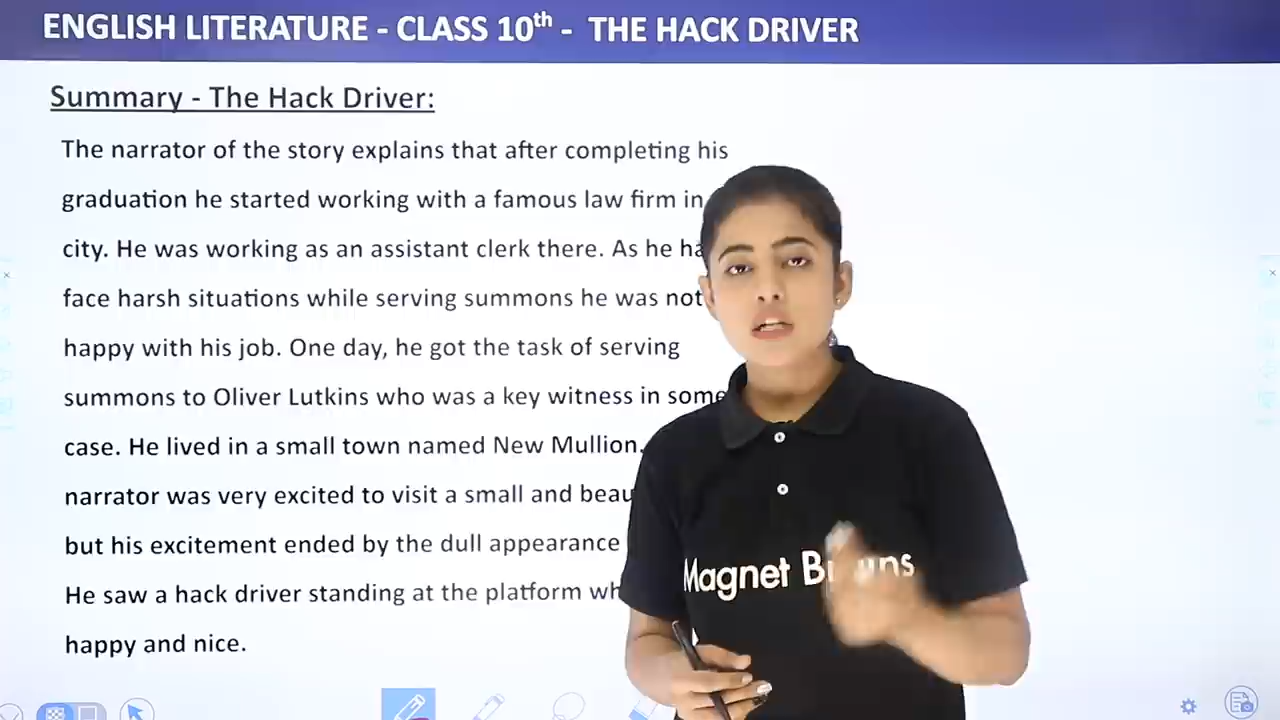 ENGLISH LITERATURE - CLASS 10th - THE HACK DRIVER
Summary - The Hack Driver:
The narrator of the story explains that after completing his
graduation he started working with a famous law firm in
city. He was working as an assistant clerk there. As he ha
face harsh situations while serving summons he was not
happy with his job. One day, he got the task of serving
summons to Oliver Lutkins who was a key witness in some
case. He lived in a small town named New Mullion.
narrator was very excited to visit a small and beau
but his excitement ended by the dull appearance
He saw a hack driver standing at the platform wh
happy and nice.
Magnet B ns